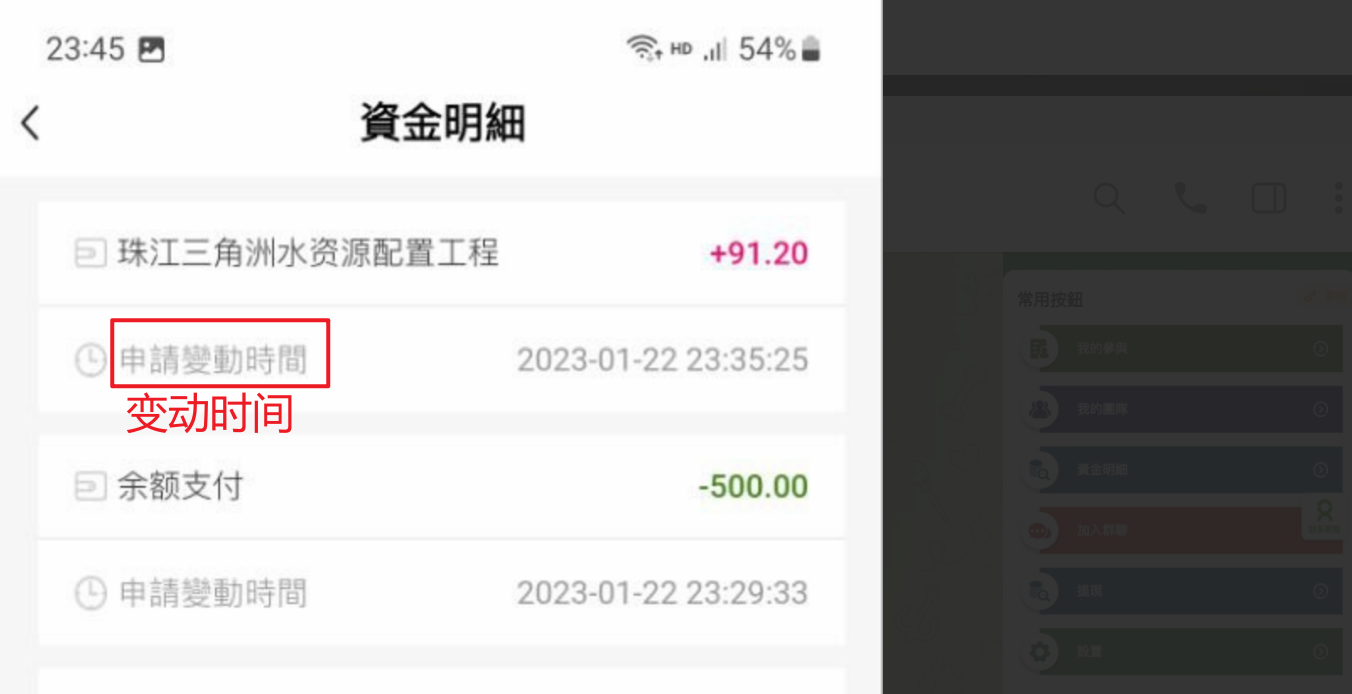 23:45 HD 54%
資金明細
珠江三角洲水资源配置工程 +91.20
申請變動時間 2023-01-22 23:35:25
变动时间
余额支付 -500.00
申請變動時間 2023-01-22 23:29:33
常用按鈕
我的參與
我的團隊
資金明細
加入群聊
提現
設置